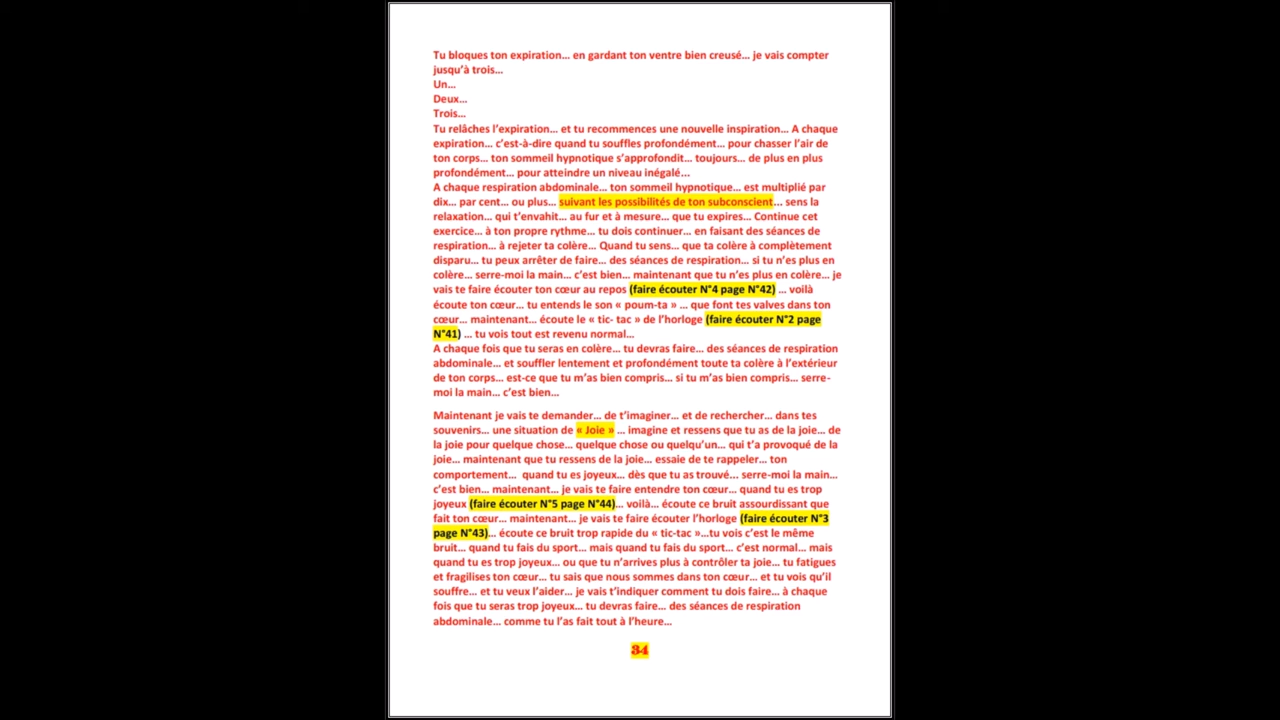 Tu bloques ton expiration… en gardant ton ventre bien creusé… je vais compter
jusqu’à trois…
Un…
Deux…
Trois…
Tu relâches l’expiration… et tu recommences une nouvelle inspiration… A chaque
expiration… c’est-à-dire quand tu souffles profondément… pour chasser l’air de
ton corps… ton sommeil hypnotique s’approfondit… toujours… de plus en plus
profondément… pour atteindre un niveau inégalé...
A chaque respiration abdominale… ton sommeil hypnotique… est multiplié par
dix… par cent… ou plus… suivant les possibilités de ton subconscient... sens la
relaxation… qui t’envahit… au fur et à mesure… que tu expires… Continue cet
exercice… à ton propre rythme… tu dois continuer… en faisant des séances de
respiration… à rejeter ta colère… Quand tu sens… que ta colère à complètement
disparu… tu peux arrêter de faire… des séances de respiration… si tu n’es plus en
colère… serre-moi la main… c’est bien… maintenant que tu n’es plus en colère… je
vais te faire écouter ton cœur au repos (faire écouter N°4 page N°42) … voilà
écoute ton cœur… tu entends le son « poum-ta » … que font tes valves dans ton
cœur… maintenant… écoute le « tic- tac » de l’horloge (faire écouter N°2 page
N°41) … tu vois tout est revenu normal…
A chaque fois que tu seras en colère… tu devras faire… des séances de respiration
abdominale… et souffler lentement et profondément toute ta colère à l’extérieur
de ton corps… est-ce que tu m’as bien compris… si tu m’as bien compris… serre-
moi la main… c’est bien…
Maintenant je vais te demander… de t’imaginer… et de rechercher… dans tes
souvenirs… une situation de « Joie » … imagine et ressens que tu as de la joie… de
la joie pour quelque chose… quelque chose ou quelqu’un… qui t’a provoqué de la
joie… maintenant que tu ressens de la joie… essaie de te rappeler… ton
comportement… quand tu es joyeux… dès que tu as trouvé... serre-moi la main…
c’est bien… maintenant… je vais te faire entendre ton cœur… quand tu es trop
joyeux (faire écouter N°5 page N°44)… voilà… écoute ce bruit assourdissant que
fait ton cœur… maintenant… je vais te faire écouter l’horloge (faire écouter N°3
page N°43)… écoute ce bruit trop rapide du « tic-tac »…tu vois c’est le même
bruit… quand tu fais du sport… mais quand tu fais du sport… c’est normal… mais
quand tu es trop joyeux… ou que tu n’arrives plus à contrôler ta joie… tu fatigues
et fragilises ton cœur… tu sais que nous sommes dans ton cœur… et tu vois qu’il
souffre… et tu veux l’aider… je vais t’indiquer comment tu dois faire… à chaque
fois que tu seras trop joyeux… tu devras faire… des séances de respiration
abdominale… comme tu l’as fait tout à l’heure…
34